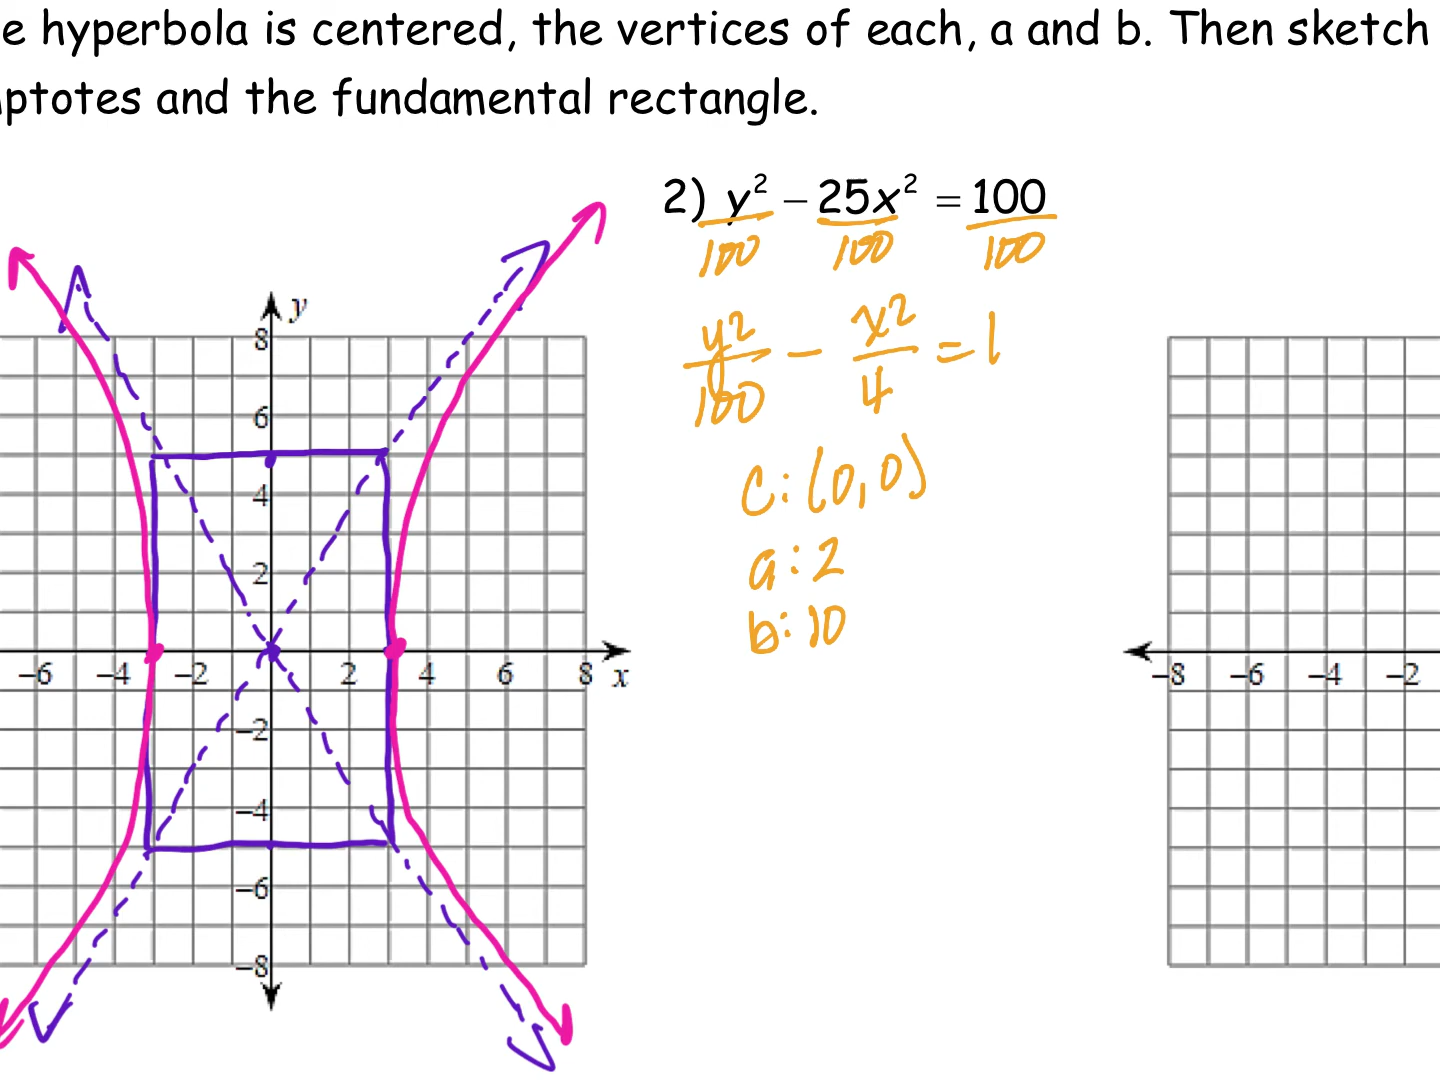 e hyperbola is centered, the vertices of each, a and b. Then sketch
ptotes and the fundamental rectangle.
2) y² – 25x² = 100
100 100 100
y²/100 – x²/4 = 1
C: (0,0)
a: 2
b: 10
y
8
6
4
2
-6 -4 -2 2 4 6 8 x
-2
-4
-6
-8
-8 -6 -4 -2